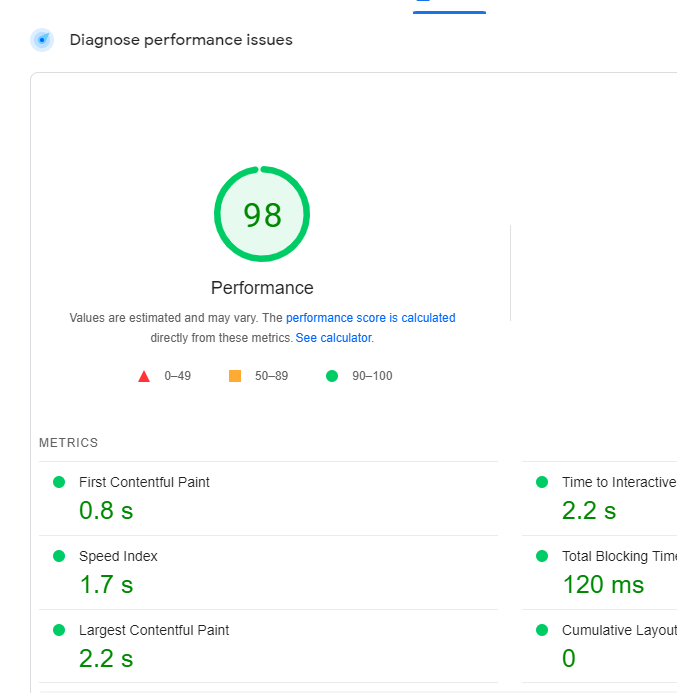 Diagnose performance issues
98
Performance
Values are estimated and may vary. The performance score is calculated
directly from these metrics. See calculator.
0–49
50–89
90–100
METRICS
First Contentful Paint
0.8 s
Time to Interactive
2.2 s
Speed Index
1.7 s
Total Blocking Time
120 ms
Largest Contentful Paint
2.2 s
Cumulative Layout
0